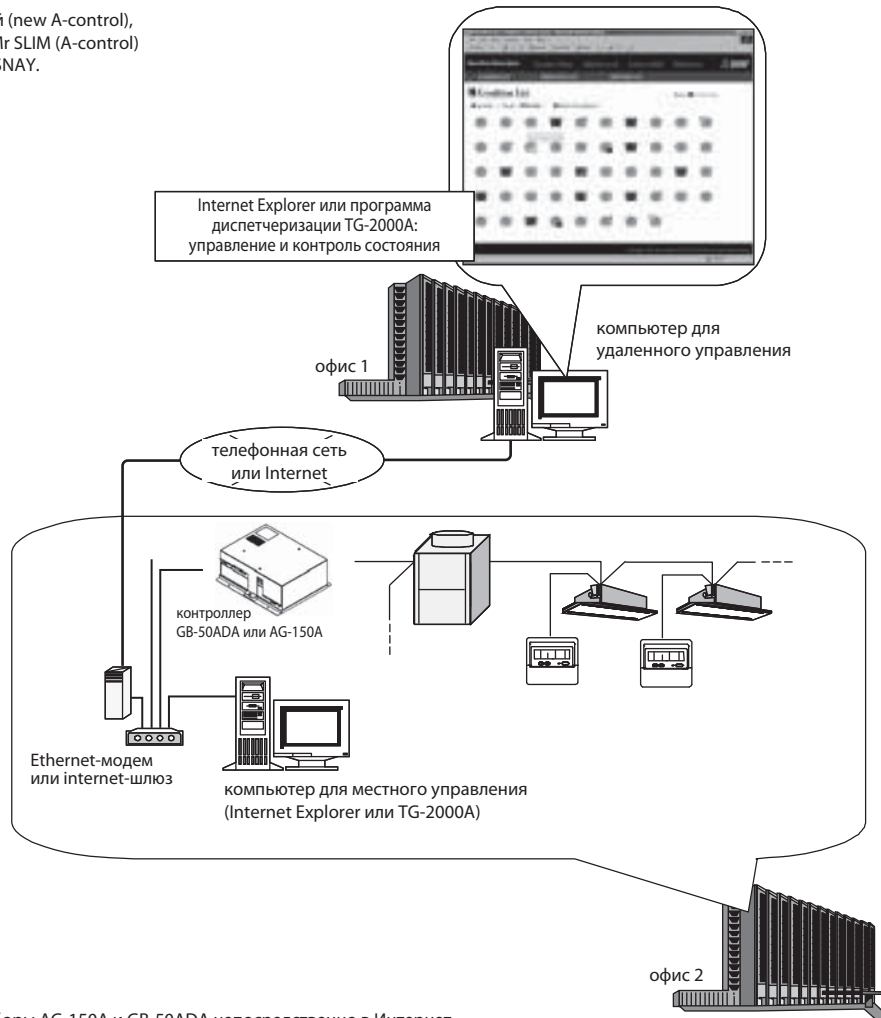 й (new A-control),
Mr SLIM (A-control)
SNAY.
Condition List
Internet Explorer или программа
диспетчеризации TG-2000A:
управление и контроль состояния
компьютер для
удаленного управления
офис 1
телефонная сеть
или Internet
контроллер
GB-50ADA или AG-150A
Ethernet-модем
или internet-шлюз
компьютер для местного управления
(Internet Explorer или TG-2000A)
офис 2
AG-150A и GB-50ADA непосредственно в Интернет